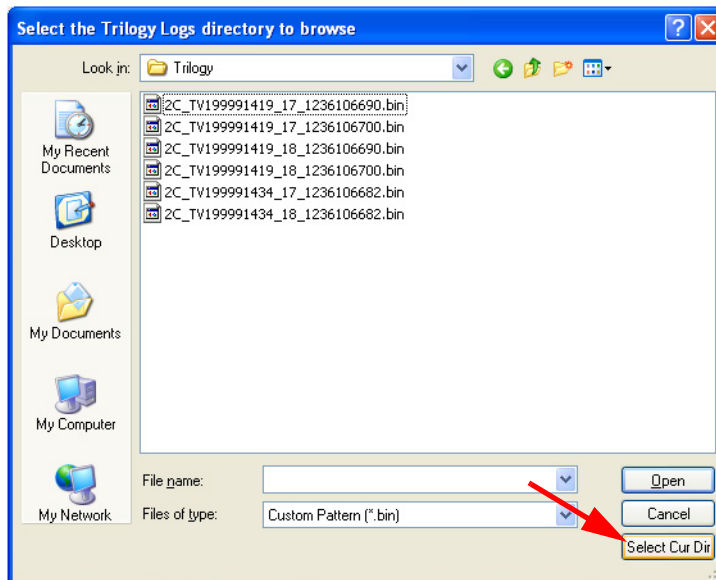 Select the Trilogy Logs directory to browse
Look in:
Trilogy
2C_TV199991419_17_1236106690.bin
2C_TV199991419_17_1236106700.bin
2C_TV199991419_18_1236106690.bin
2C_TV199991419_18_1236106700.bin
2C_TV199991434_17_1236106682.bin
2C_TV199991434_18_1236106682.bin
My Recent
Documents
Desktop
My Documents
My Computer
My Network
File name:
Open
Files of type:
Custom Pattern (*.bin)
Cancel
Select Cur Dir